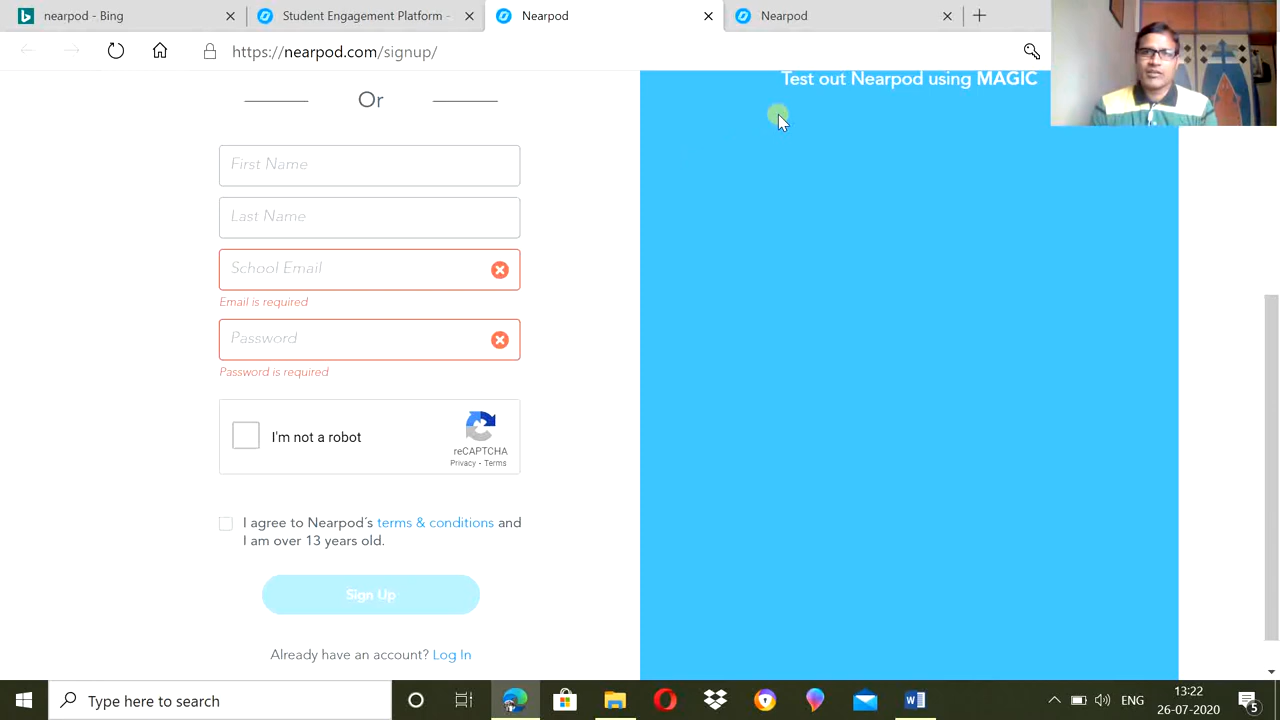 nearpod - Bing
Student Engagement Platform -
Nearpod
Nearpod
https://nearpod.com/signup/
Test out Nearpod using MAGIC
Or
First Name
Last Name
School Email
Email is required
Password
Password is required
I'm not a robot
reCAPTCHA
Privacy - Terms
I agree to Nearpod´s terms & conditions and
I am over 13 years old.
Sign Up
Already have an account? Log In
Type here to search
ENG
13:22
26-07-2020
5